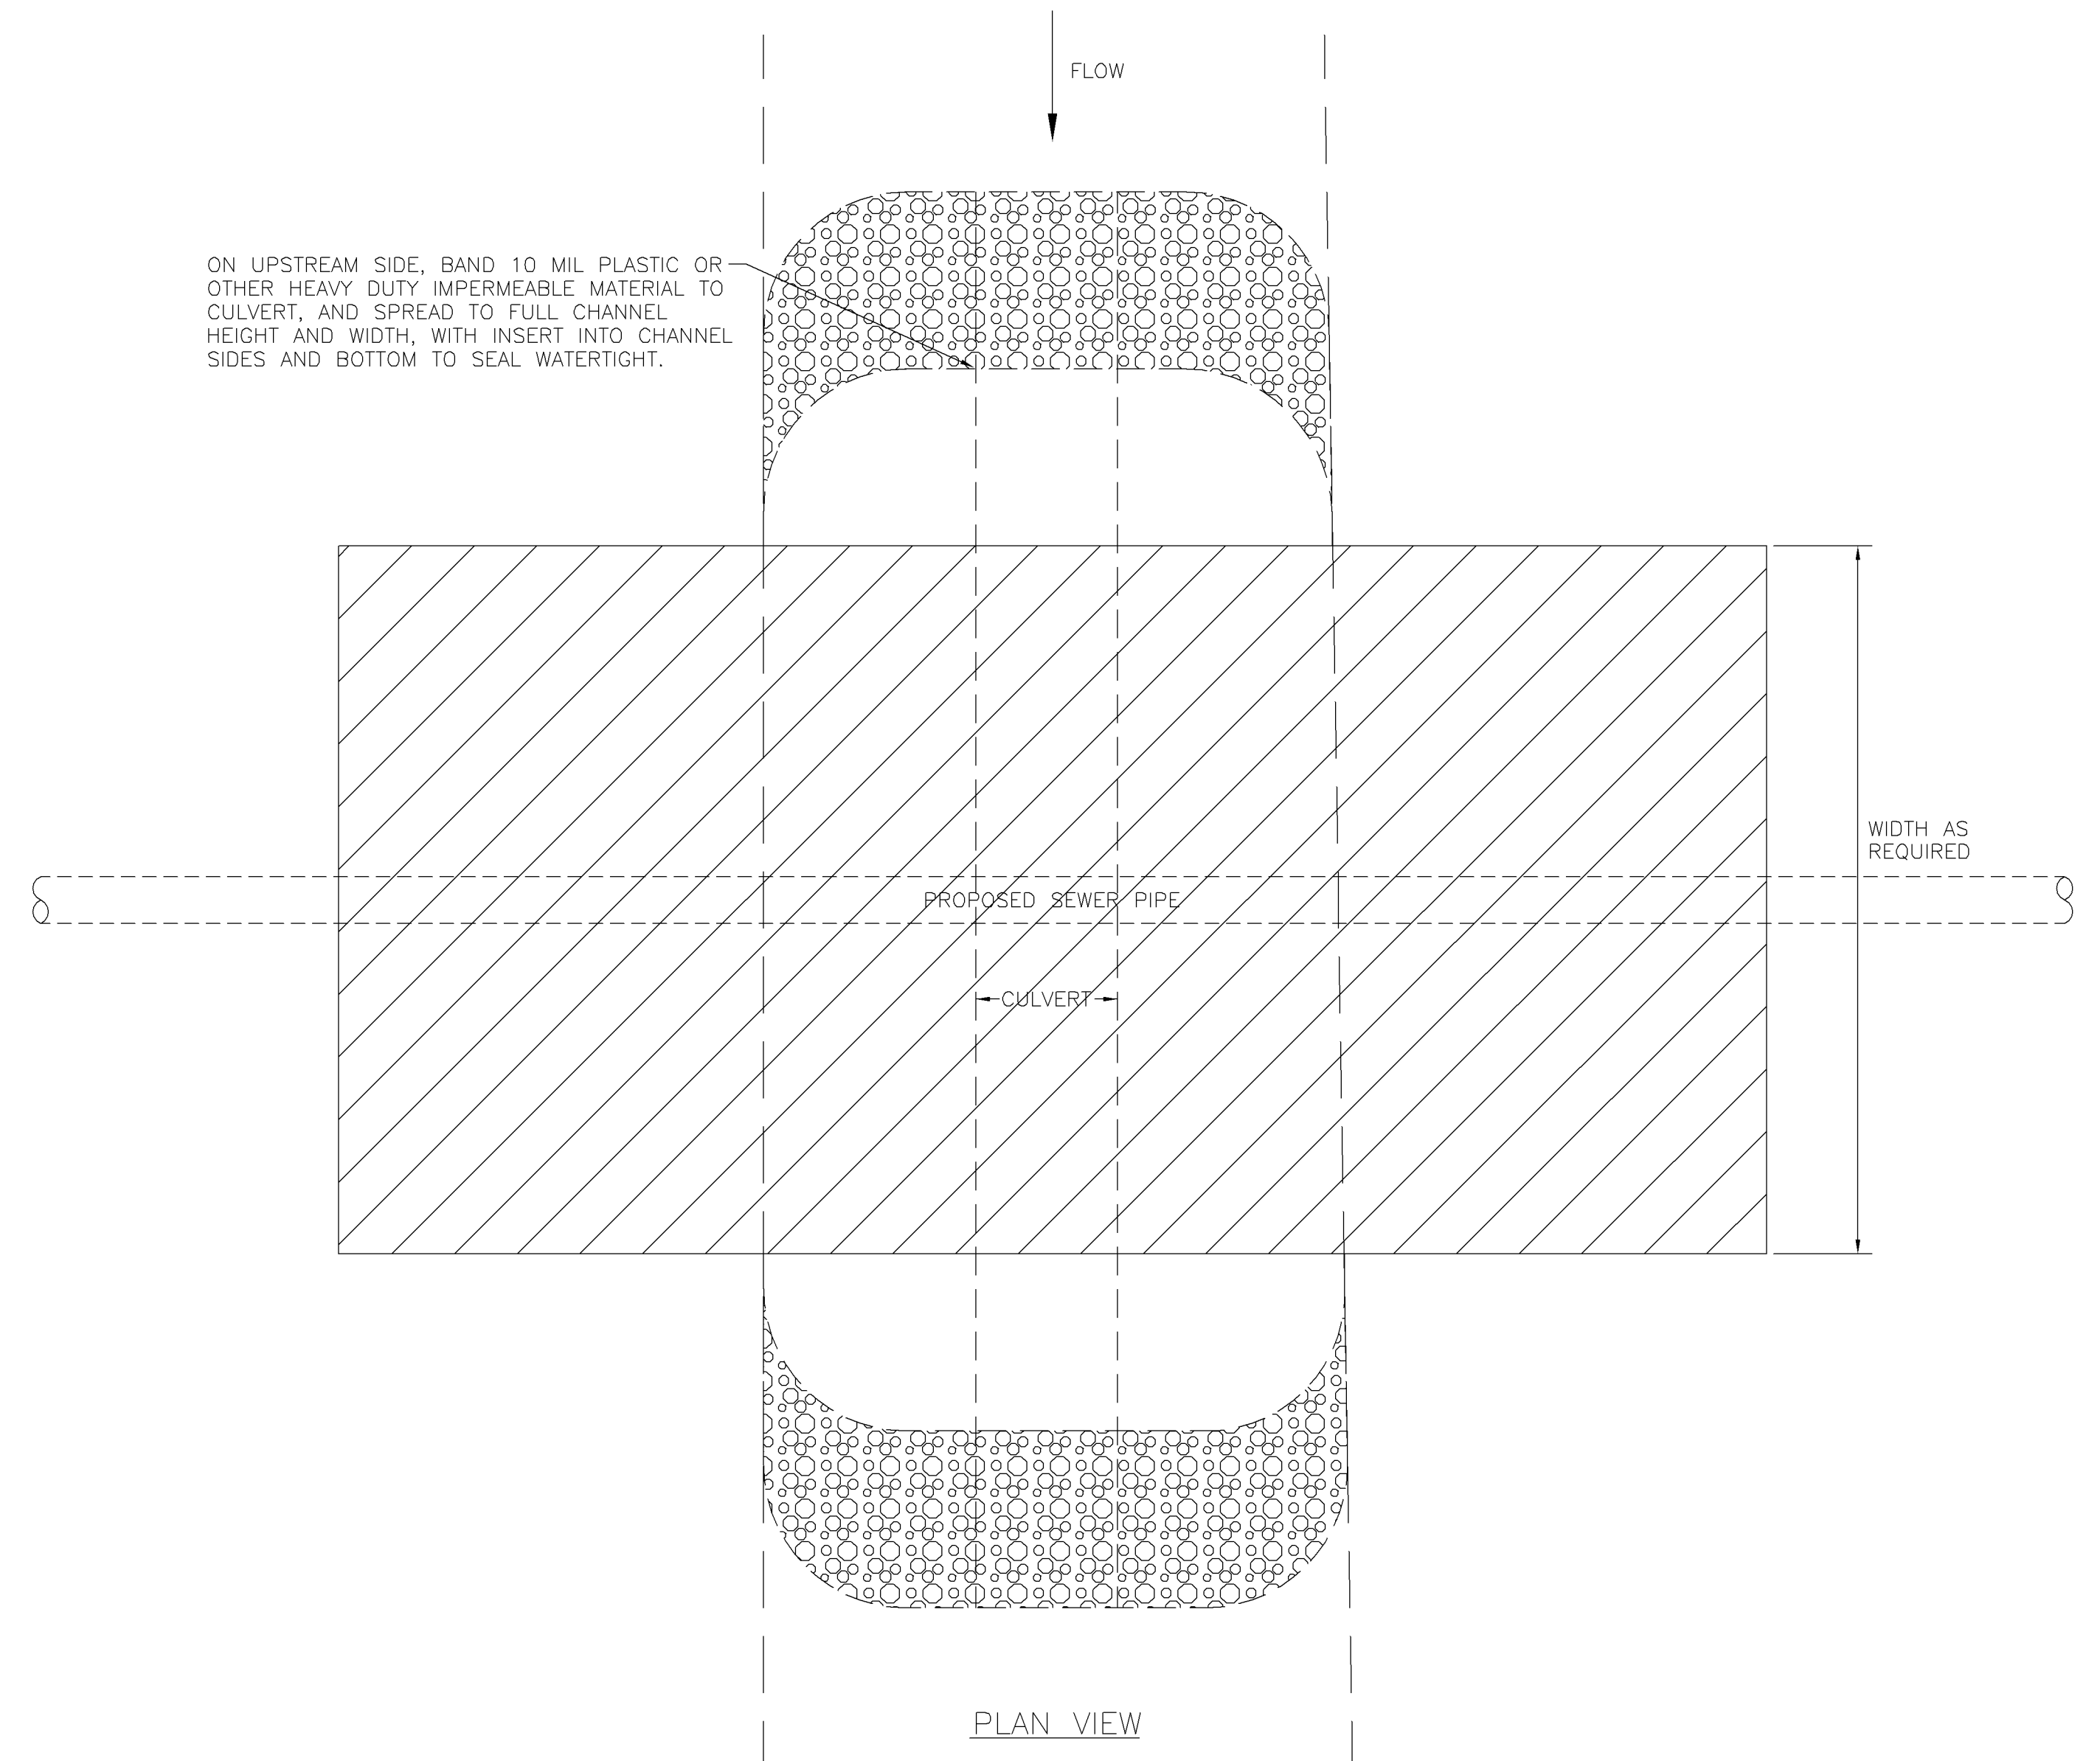 FLOW
ON UPSTREAM SIDE, BAND 10 MIL PLASTIC OR
OTHER HEAVY DUTY IMPERMEABLE MATERIAL TO
CULVERT, AND SPREAD TO FULL CHANNEL
HEIGHT AND WIDTH, WITH INSERT INTO CHANNEL
SIDES AND BOTTOM TO SEAL WATERTIGHT.
WIDTH AS
REQUIRED
PROPOSED SEWER PIPE
CULVERT
PLAN VIEW